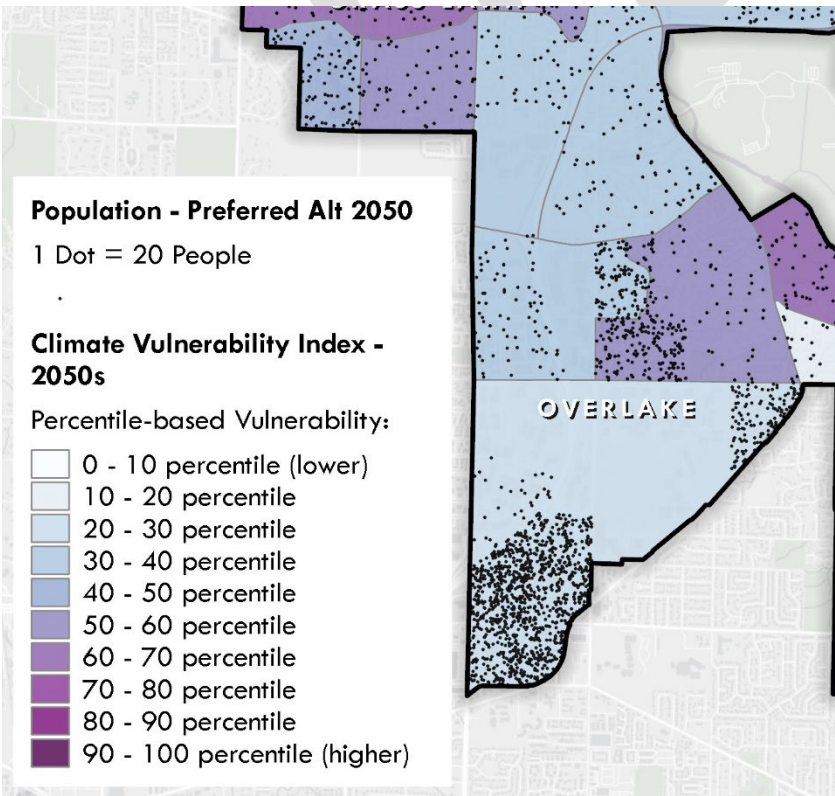 Population - Preferred Alt 2050
1 Dot = 20 People
Climate Vulnerability Index -
2050s
Percentile-based Vulnerability:
0 - 10 percentile (lower)
10 - 20 percentile
20 - 30 percentile
30 - 40 percentile
40 - 50 percentile
50 - 60 percentile
60 - 70 percentile
70 - 80 percentile
80 - 90 percentile
90 - 100 percentile (higher)
OVERLAKE